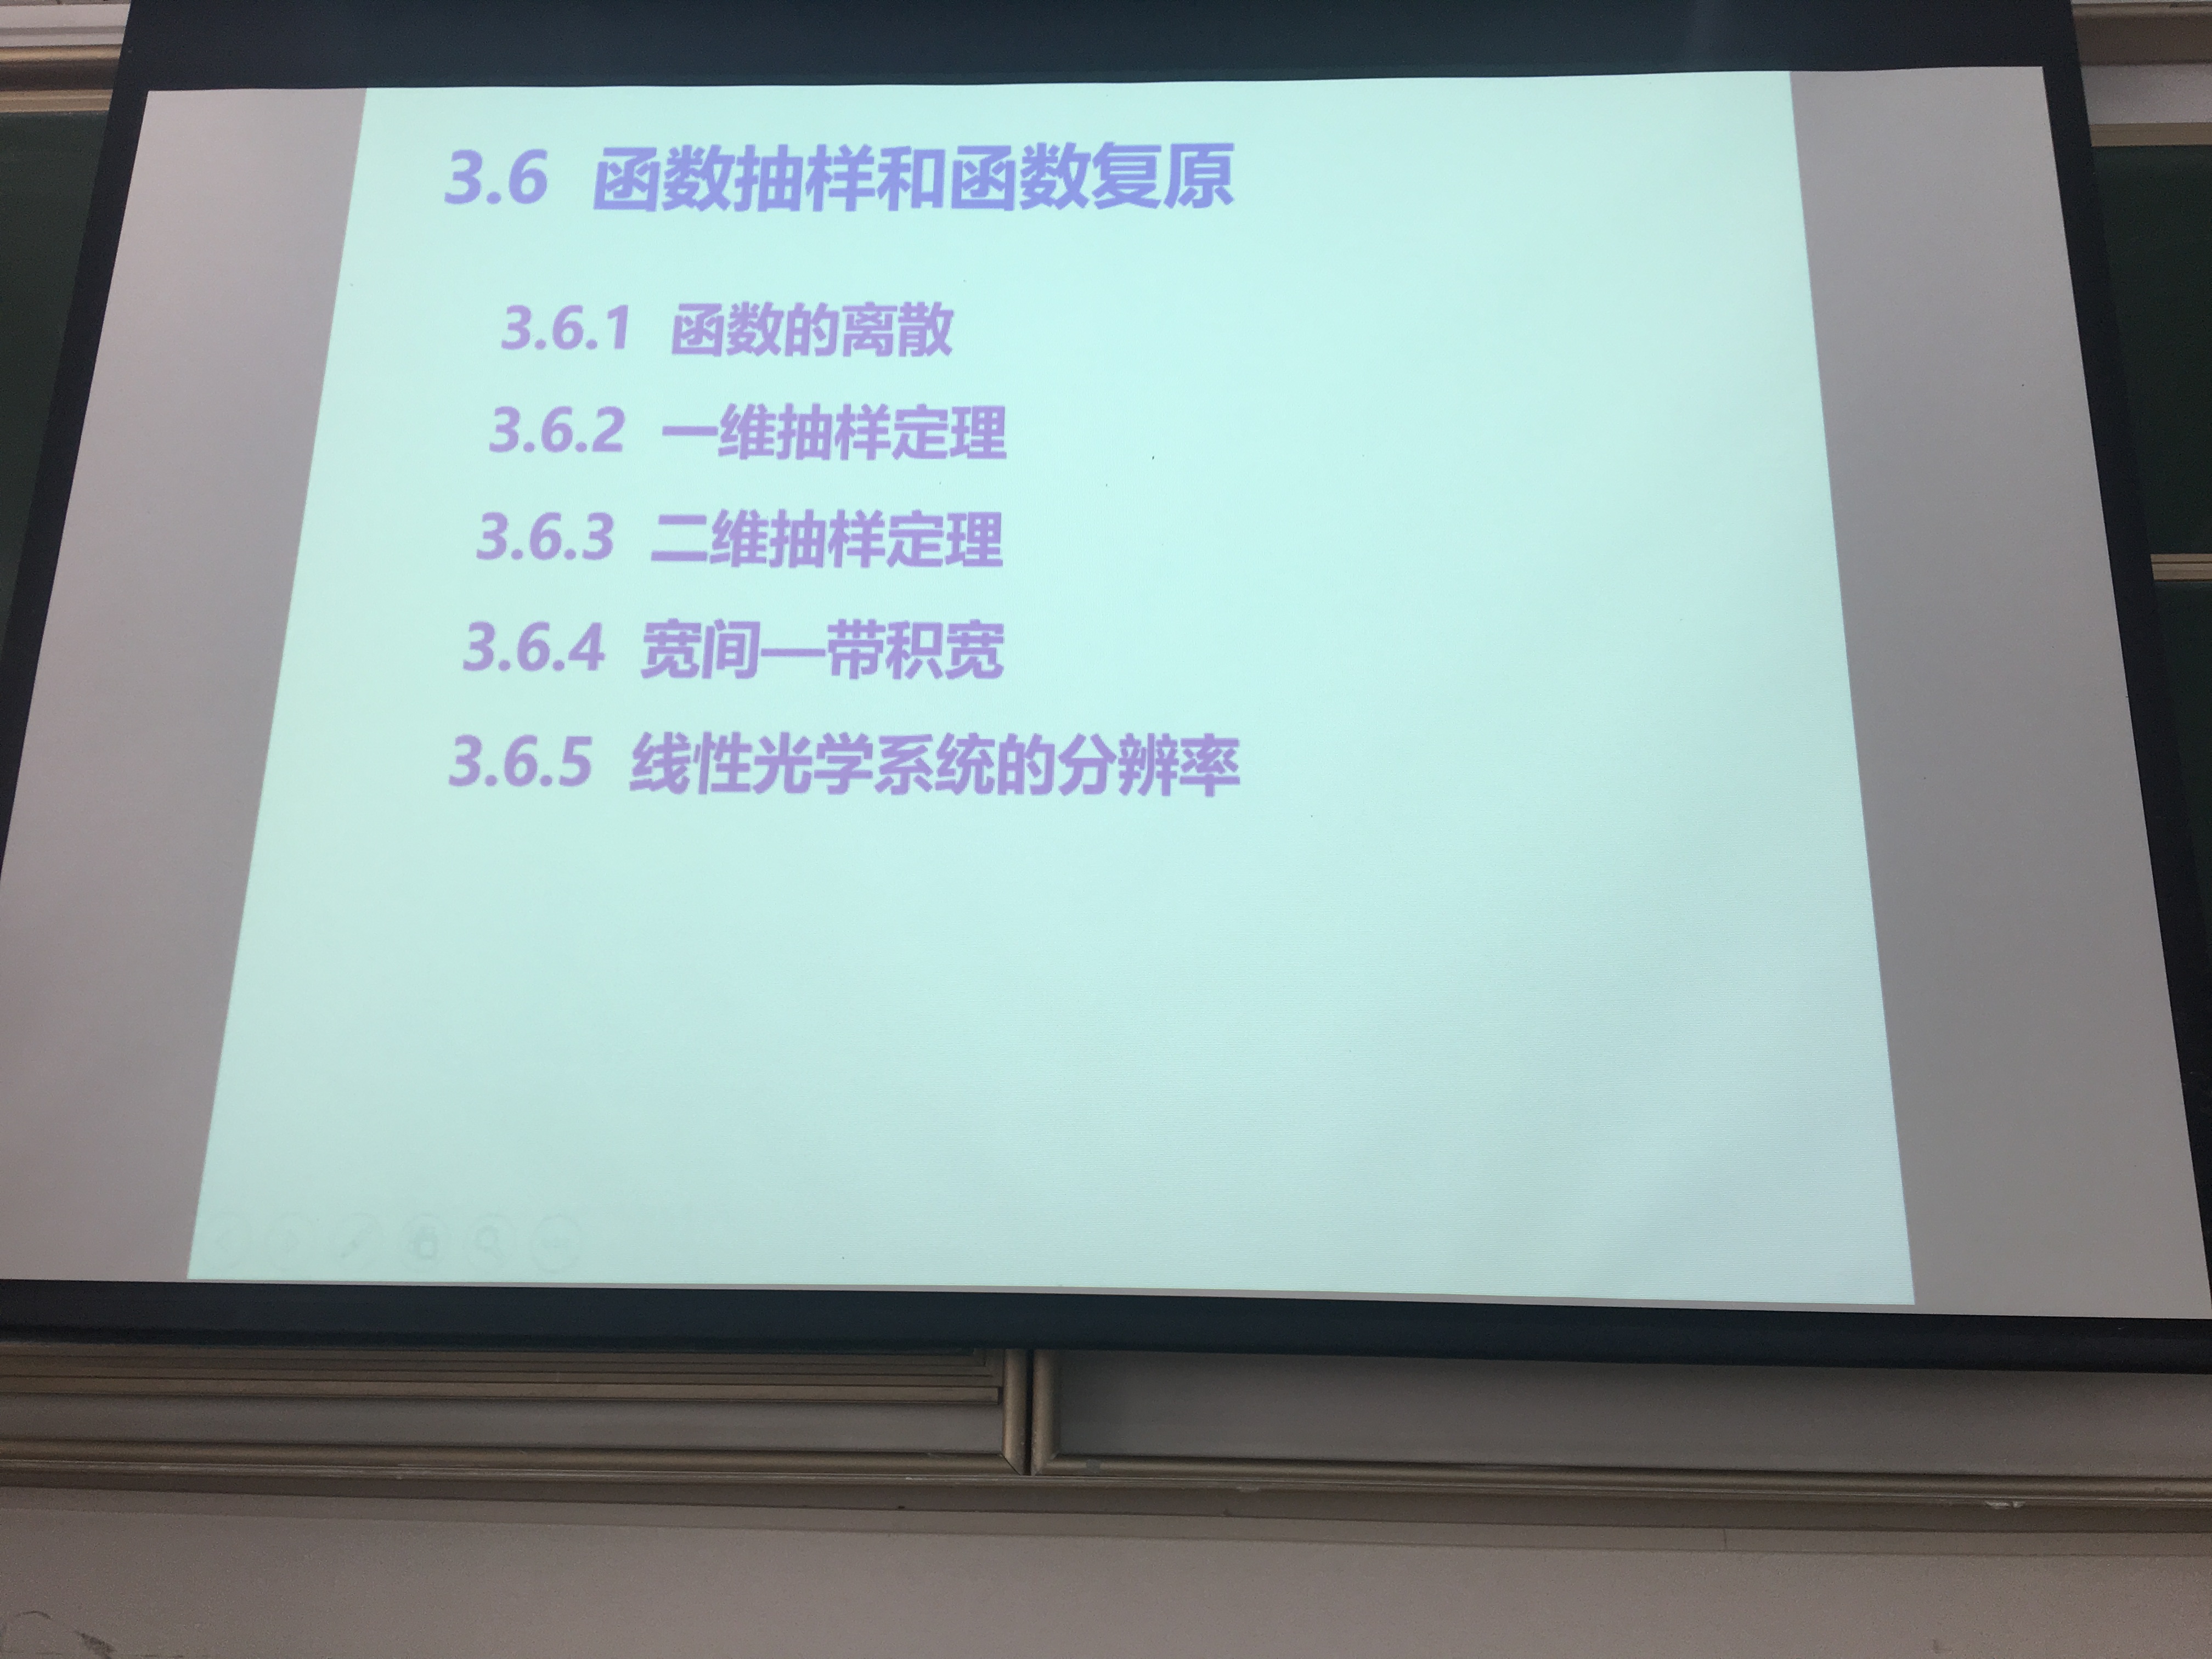 3.6 函数抽样和函数复原
3.6.1 函数的离散
3.6.2 一维抽样定理
3.6.3 二维抽样定理
3.6.4 宽间—带积宽
3.6.5 线性光学系统的分辨率